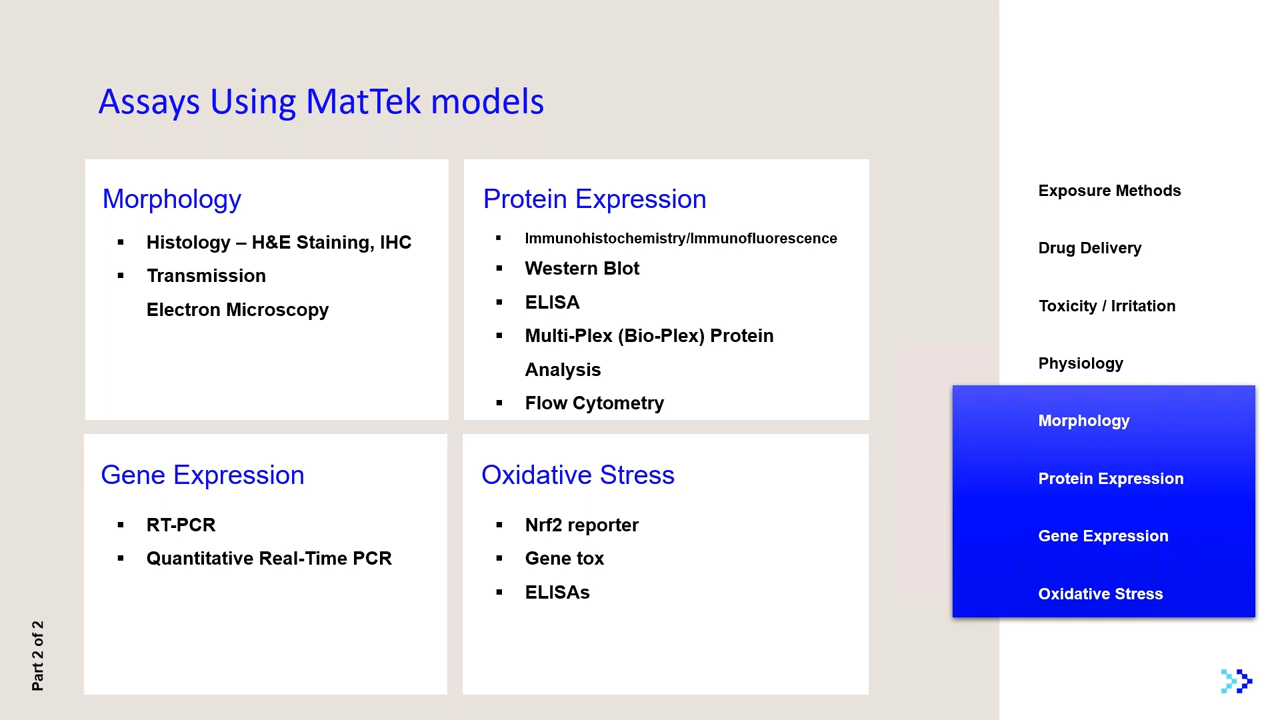 Assays Using MatTek models
Morphology
▪ Histology – H&E Staining, IHC
▪ Transmission
Electron Microscopy
Protein Expression
▪ Immunohistochemistry/Immunofluorescence
▪ Western Blot
▪ ELISA
▪ Multi-Plex (Bio-Plex) Protein
Analysis
▪ Flow Cytometry
Gene Expression
▪ RT-PCR
▪ Quantitative Real-Time PCR
Oxidative Stress
▪ Nrf2 reporter
▪ Gene tox
▪ ELISAs
Exposure Methods
Drug Delivery
Toxicity / Irritation
Physiology
Morphology
Protein Expression
Gene Expression
Oxidative Stress
Part 2 of 2